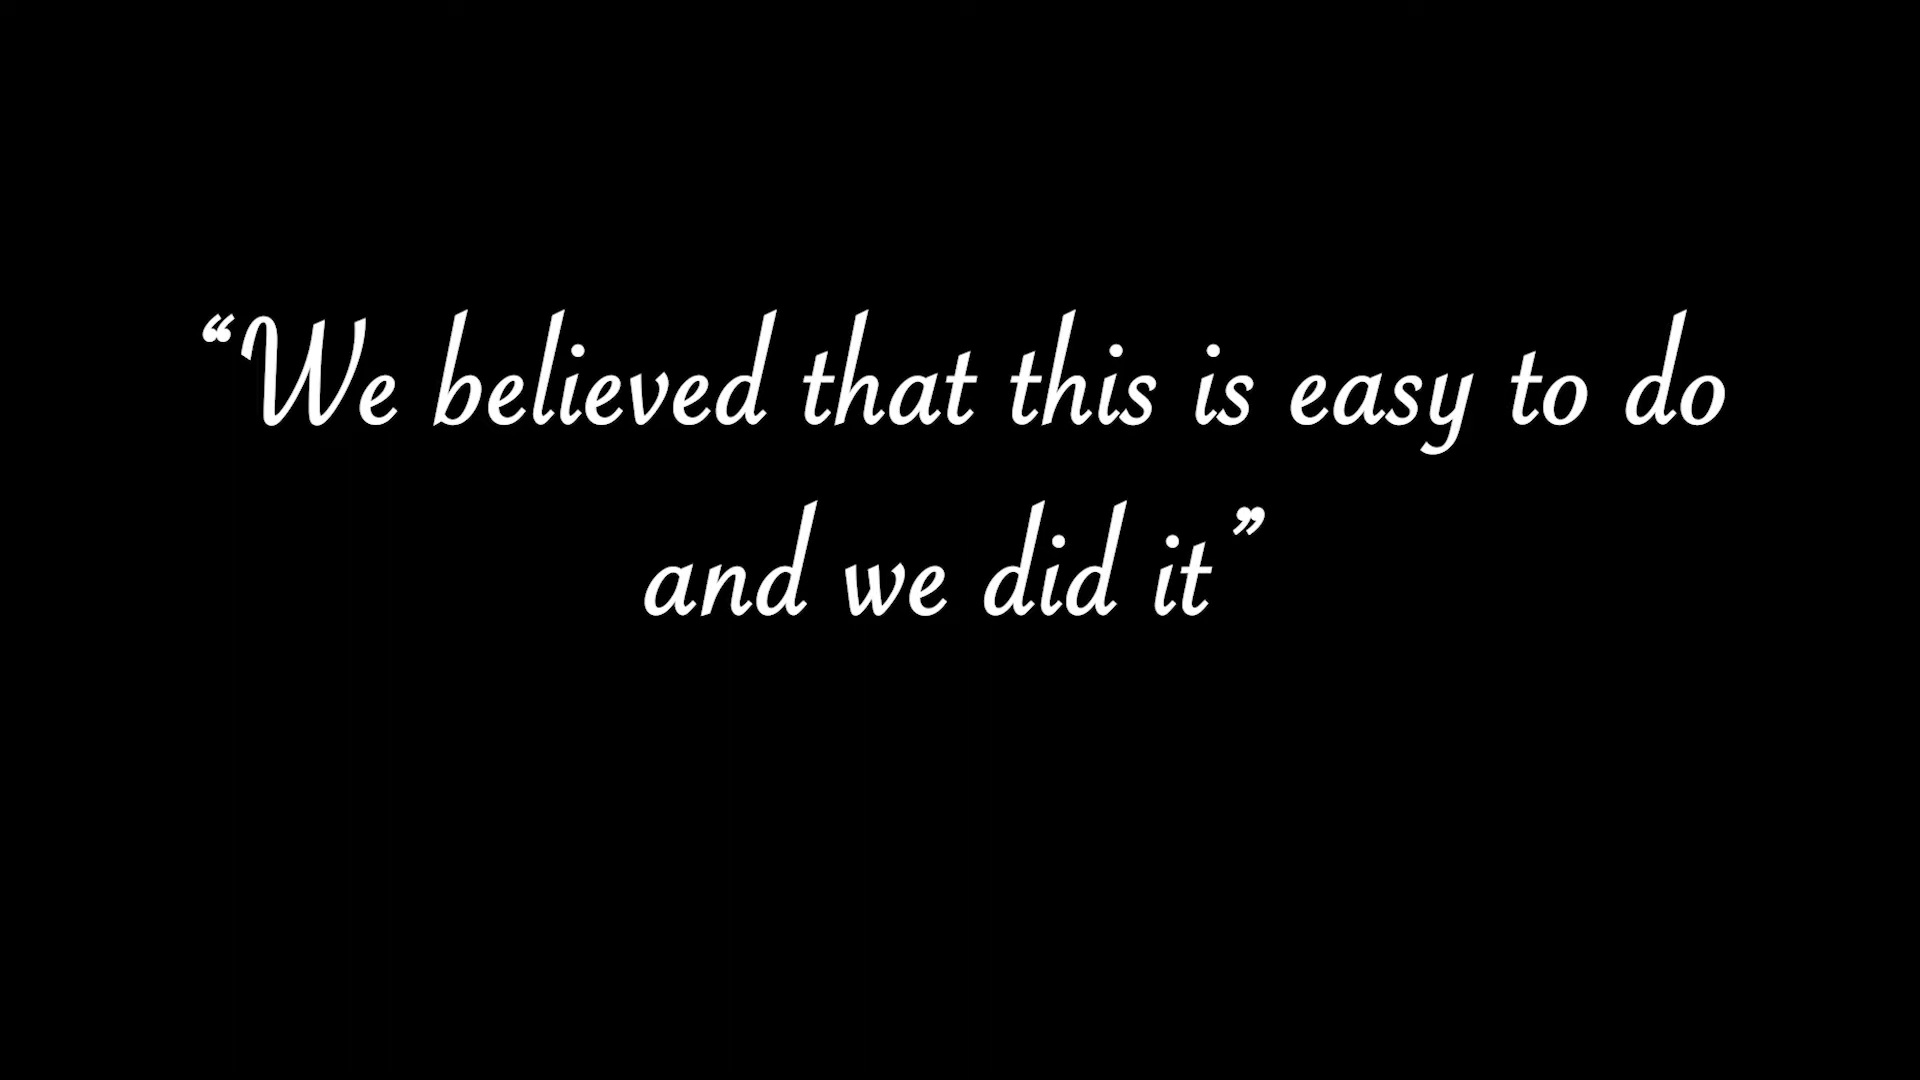 “We believed that this is easy to do
and we did it”